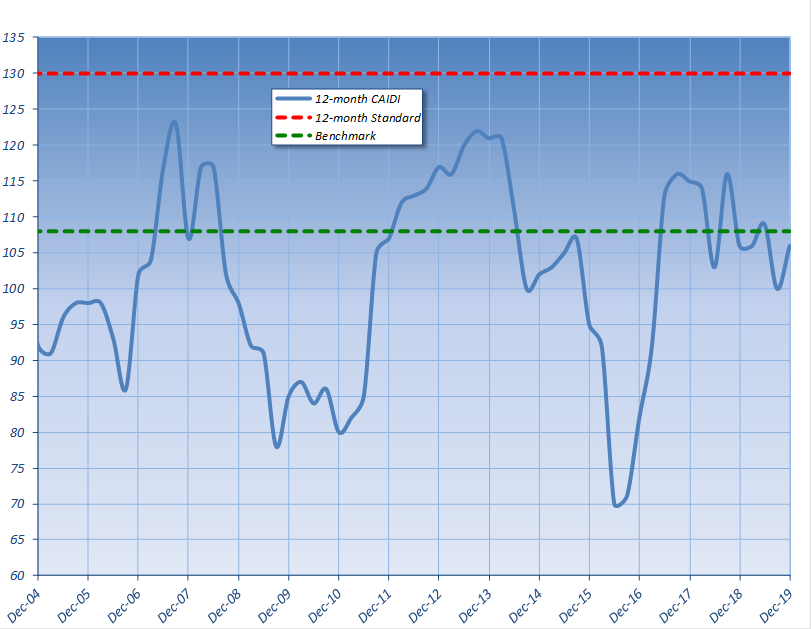 135
130
125
120
115
110
105
100
95
90
85
80
75
70
65
60
12-month CAIDI
12-month Standard
Benchmark
Dec-04
Dec-05
Dec-06
Dec-07
Dec-08
Dec-09
Dec-10
Dec-11
Dec-12
Dec-13
Dec-14
Dec-15
Dec-16
Dec-17
Dec-18
Dec-19